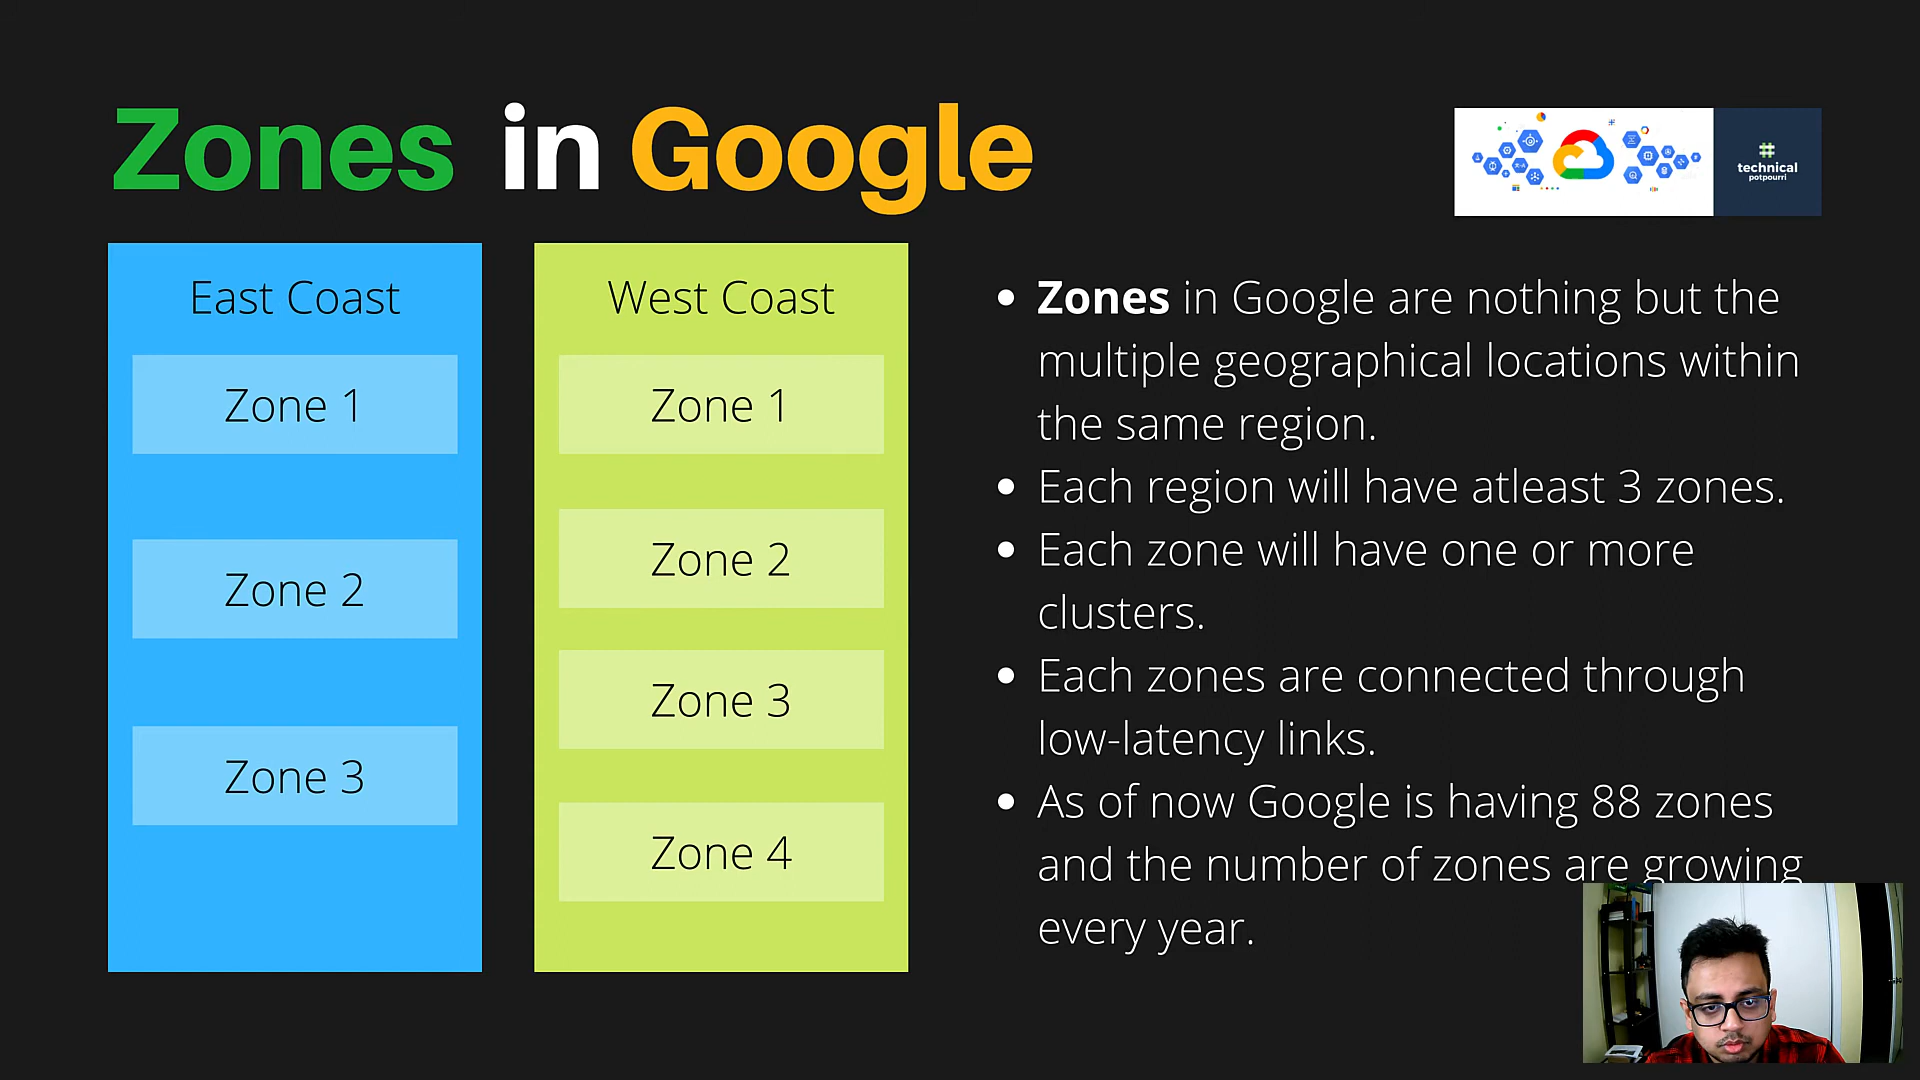 Zones in Google
technical
potpourri
East Coast
Zone 1
Zone 2
Zone 3
West Coast
Zone 1
Zone 2
Zone 3
Zone 4
• Zones in Google are nothing but the
multiple geographical locations within
the same region.
• Each region will have atleast 3 zones.
• Each zone will have one or more
clusters.
• Each zones are connected through
low-latency links.
• As of now Google is having 88 zones
and the number of zones are growing
every year.